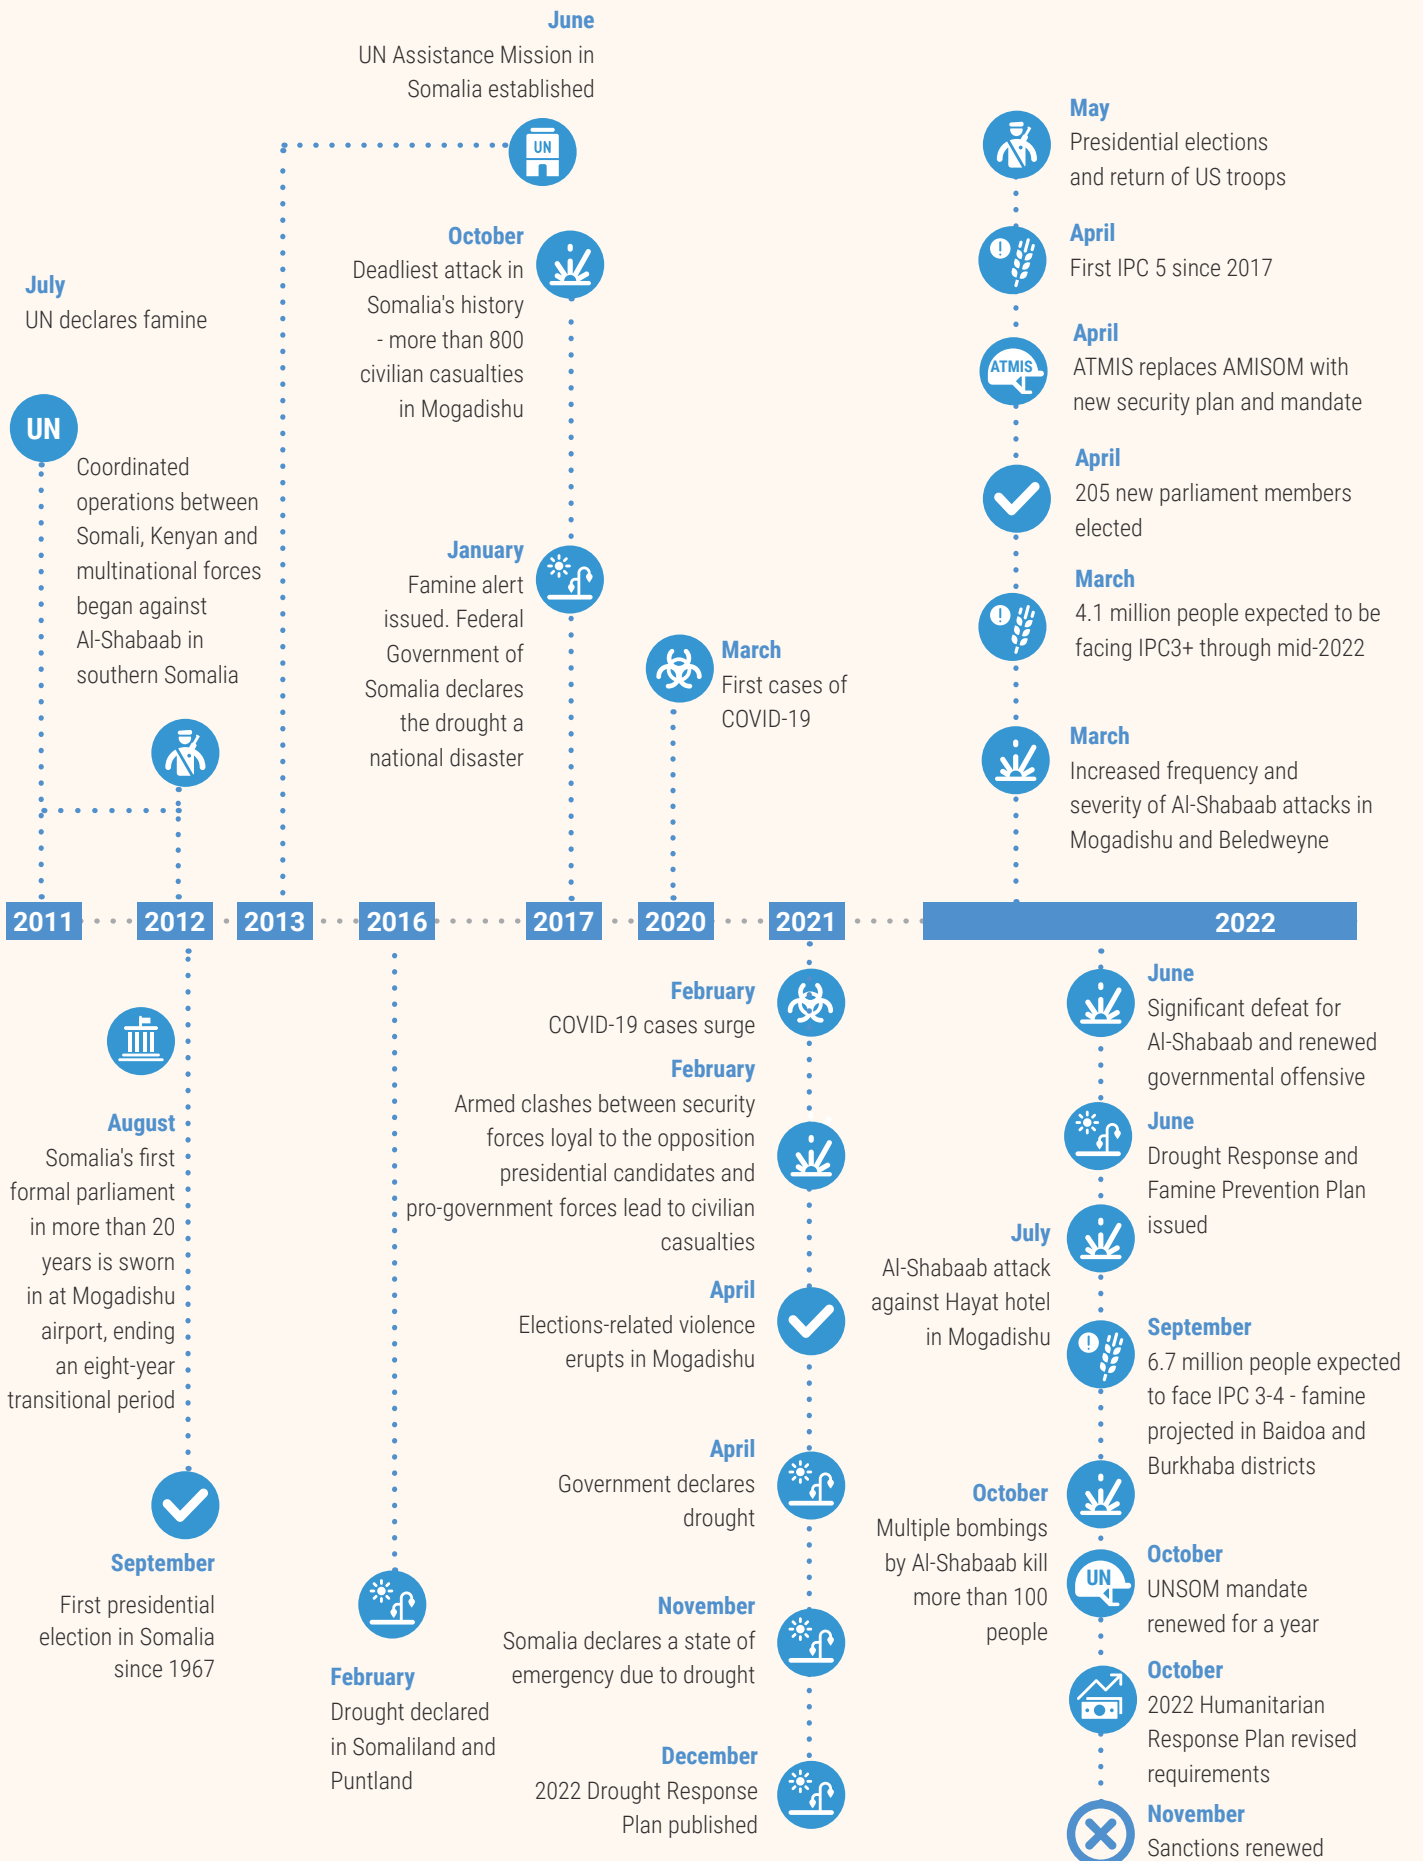 June
UN Assistance Mission in
Somalia established
UN
October
Deadliest attack in
Somalia's history
- more than 800
civilian casualties
in Mogadishu
July
UN declares famine
UN
Coordinated
operations between
Somali, Kenyan and
multinational forces
began against
Al-Shabaab in
southern Somalia
January
Famine alert
issued. Federal
Government of
Somalia declares
the drought a
national disaster
March
First cases of
COVID-19
May
Presidential elections
and return of US troops
April
First IPC 5 since 2017
April
ATMIS
ATMIS replaces AMISOM with
new security plan and mandate
April
205 new parliament members
elected
March
4.1 million people expected to be
facing IPC3+ through mid-2022
March
Increased frequency and
severity of Al-Shabaab attacks in
Mogadishu and Beledweyne
2011
2012
2013
2016
2017
2020
2021
2022
August
Somalia's first
formal parliament
in more than 20
years is sworn
in at Mogadishu
airport, ending
an eight-year
transitional period
September
First presidential
election in Somalia
since 1967
February
Drought declared
in Somaliland and
Puntland
February
COVID-19 cases surge
February
Armed clashes between security
forces loyal to the opposition
presidential candidates and
pro-government forces lead to civilian
casualties
April
Elections-related violence
erupts in Mogadishu
April
Government declares
drought
November
Somalia declares a state of
emergency due to drought
December
2022 Drought Response
Plan published
June
Significant defeat for
Al-Shabaab and renewed
governmental offensive
June
Drought Response and
Famine Prevention Plan
issued
July
Al-Shabaab attack
against Hayat hotel
in Mogadishu
September
6.7 million people expected
to face IPC 3-4 - famine
projected in Baidoa and
Burkhaba districts
October
Multiple bombings
by Al-Shabaab kill
more than 100
people
October
UN
UNSOM mandate
renewed for a year
October
2022 Humanitarian
Response Plan revised
requirements
November
Sanctions renewed